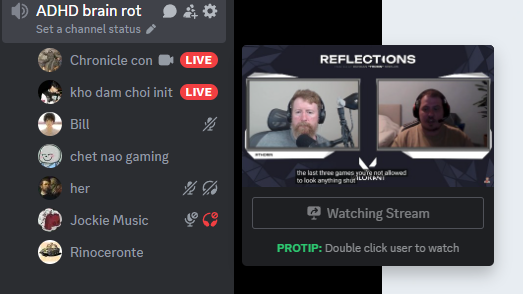 ADHD brain rot
Set a channel status
Chronicle con
LIVE
kho dam choi init
LIVE
Bill
chet nao gaming
her
Jockie Music
Rinoceronte
REFLECTIONS
the last three games you're not allowed
to look anything shot
Watching Stream
PROTIP: Double click user to watch